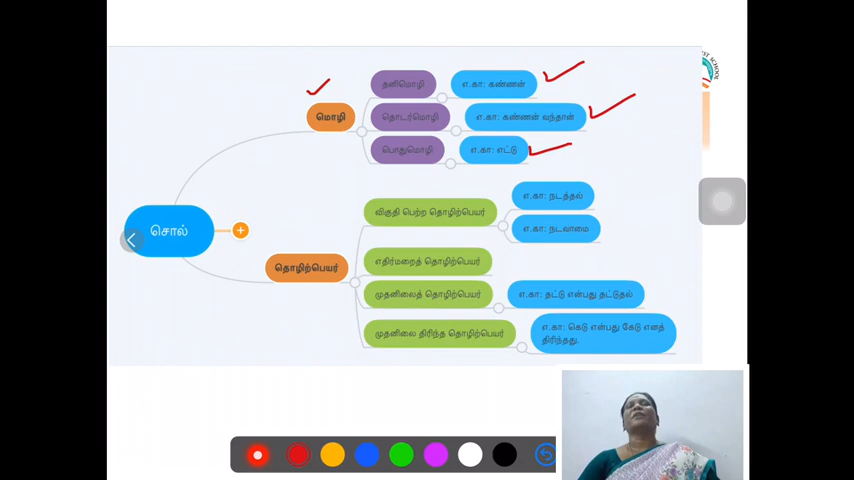 தனிமொழி
எ.கா: கண்ணன்
மொழி
தொடர்மொழி
எ.கா: கண்ணன் வந்தான்
பொதுமொழி
எ.கா: எட்டு
சொல்
விகுதி பெற்ற தொழிற்பெயர்
எ.கா: நடத்தல்
எ.கா: நடவாமை
தொழிற்பெயர்
எதிர்மறைத் தொழிற்பெயர்
முதனிலைத் தொழிற்பெயர்
எ.கா: தட்டு என்பது தட்டுதல்
முதனிலை திரிந்த தொழிற்பெயர்
எ.கா: கெடு என்பது கேடு எனத்
திரிந்தது.